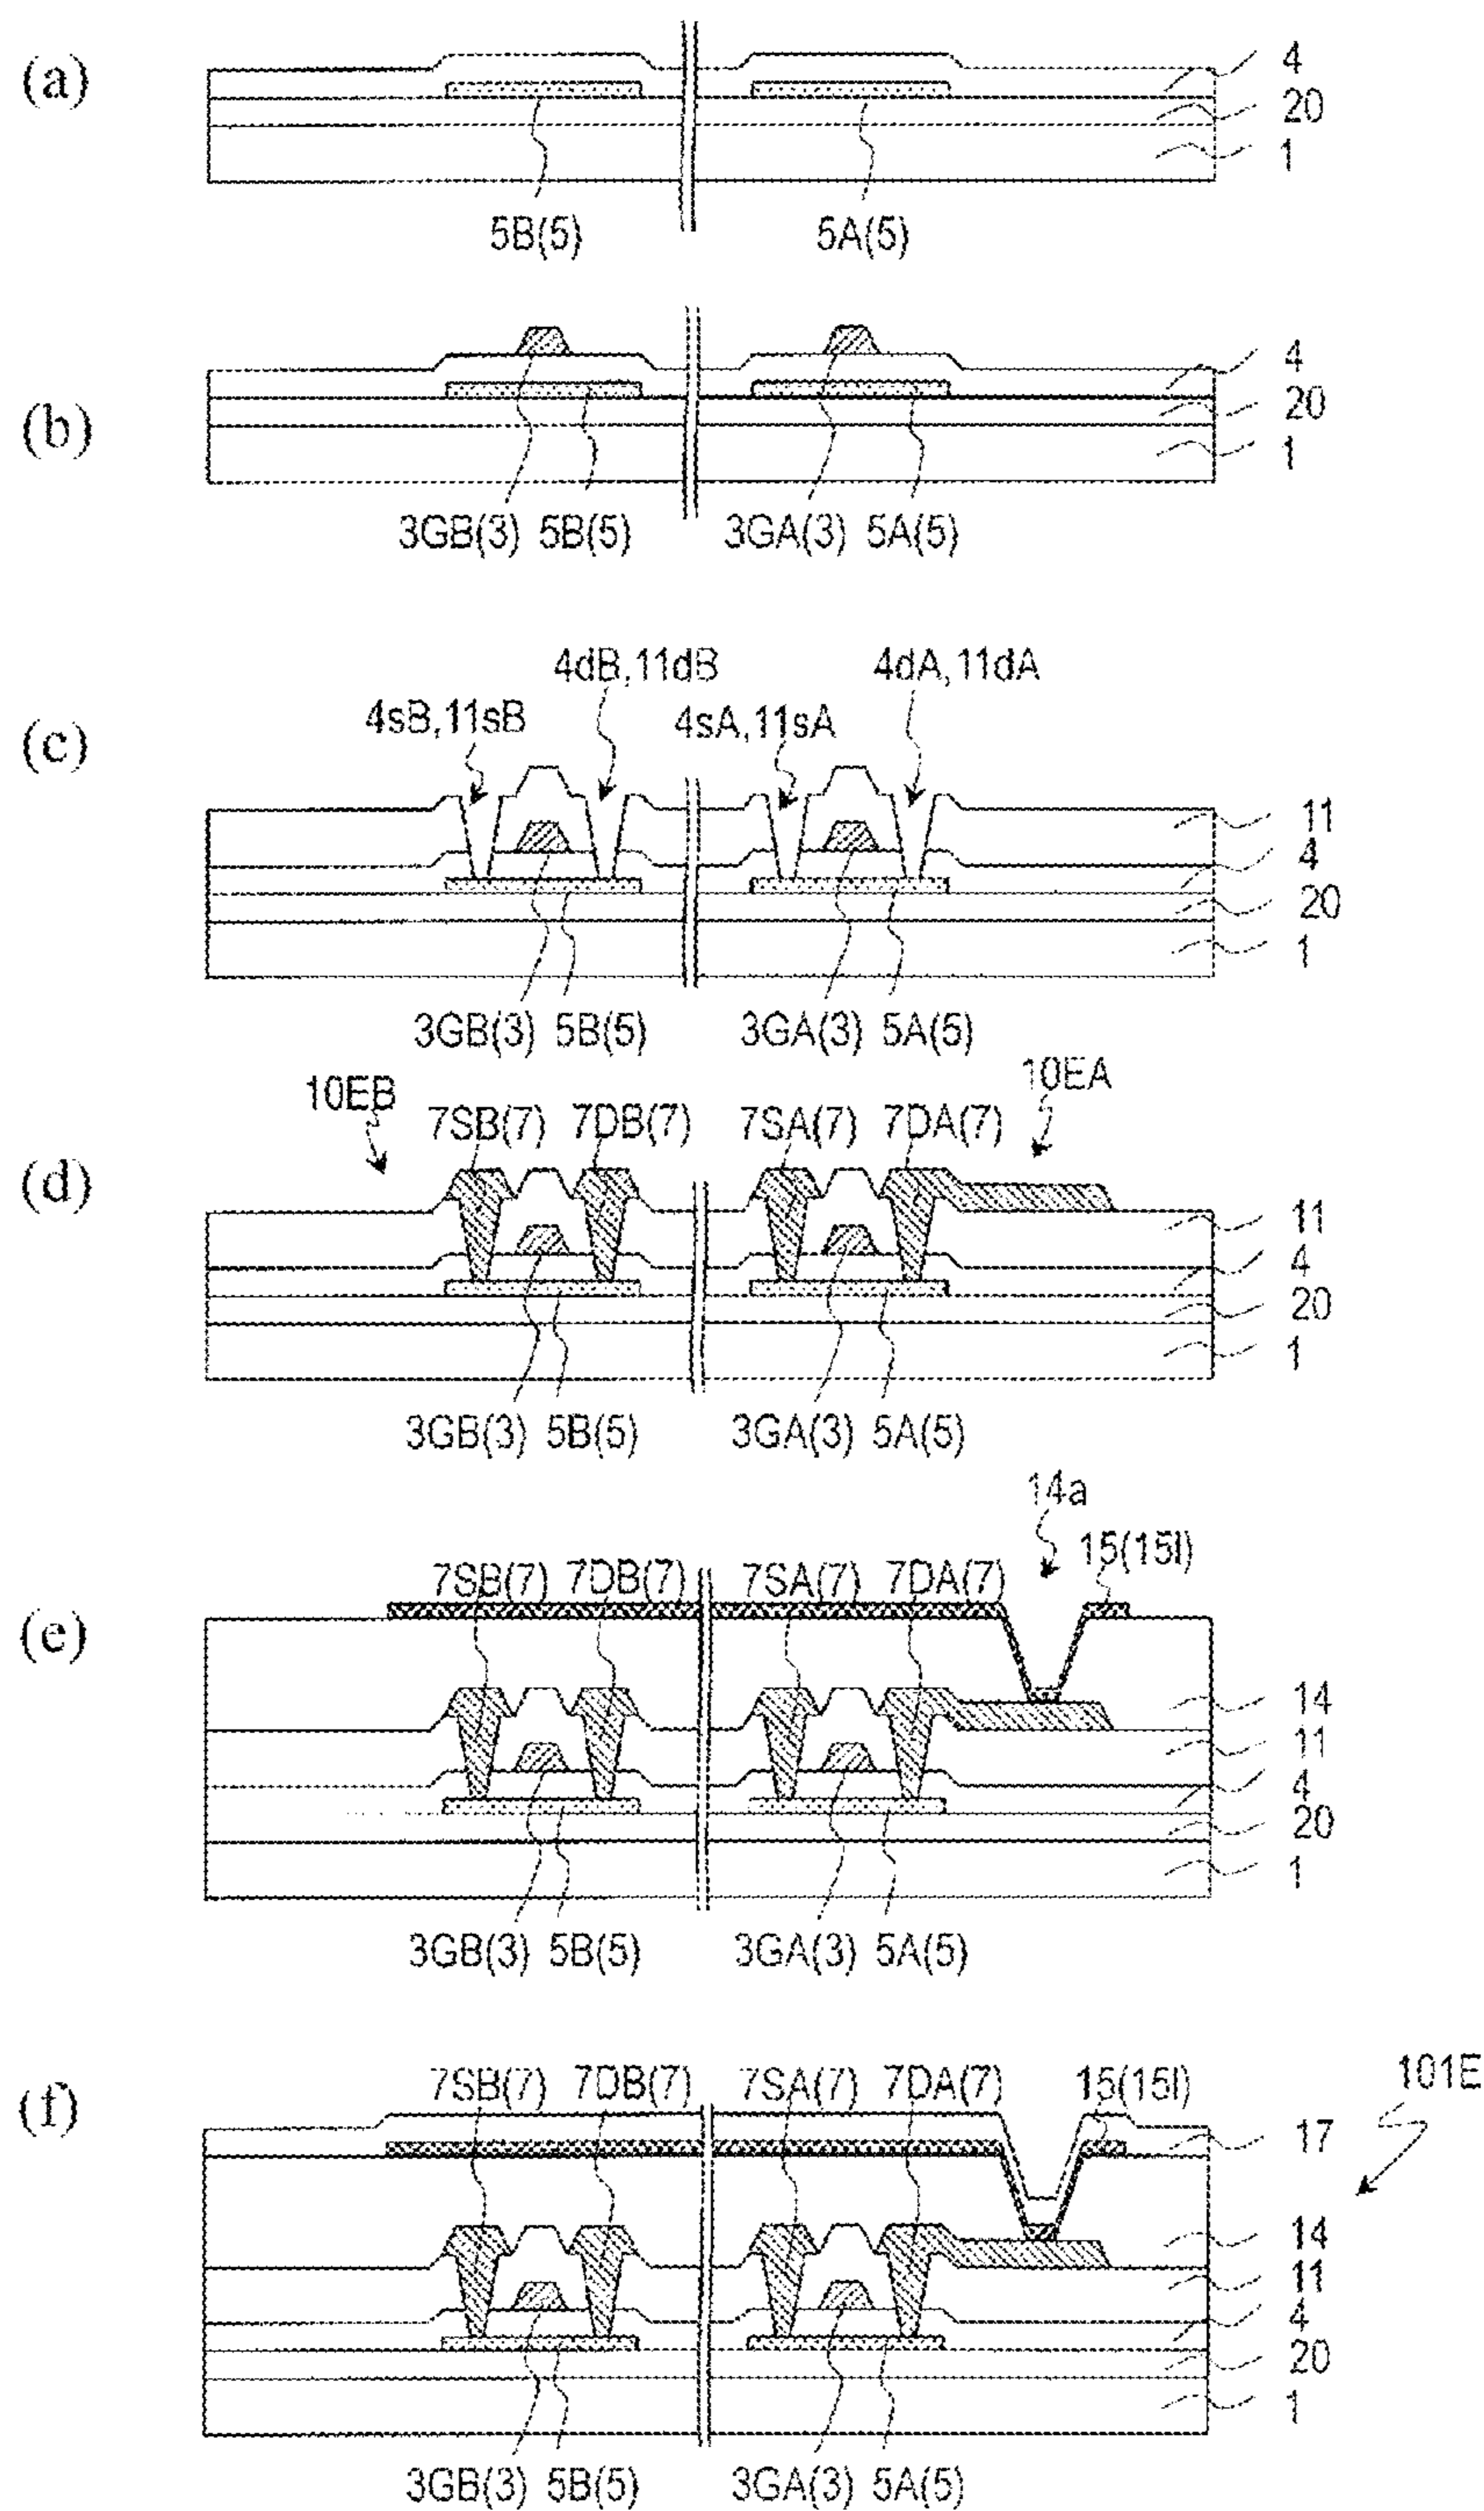 (a)
4
20
1
5B(5) 5A(5)
(b)
4
20
1
3GB(3) 5B(5) 3GA(3) 5A(5)
(c)
4dB,11dB 4dA,11dA
4sB,11sB 4sA,11sA
11
4
20
1
3GB(3) 5B(5) 3GA(3) 5A(5)
(d)
10EB 10EA
7SB(7) 7DB(7) 7SA(7) 7DA(7)
11
4
20
1
3GB(3) 5B(5) 3GA(3) 5A(5)
(e)
14a
15(15l)
7SB(7) 7DB(7) 7SA(7) 7DA(7)
14
11
4
20
1
3GB(3) 5B(5) 3GA(3) 5A(5)
(f)
7SB(7) 7DB(7) 7SA(7) 7DA(7) 15(15l) 101E
17
14
11
4
20
1
3GB(3) 5B(5) 3GA(3) 5A(5)